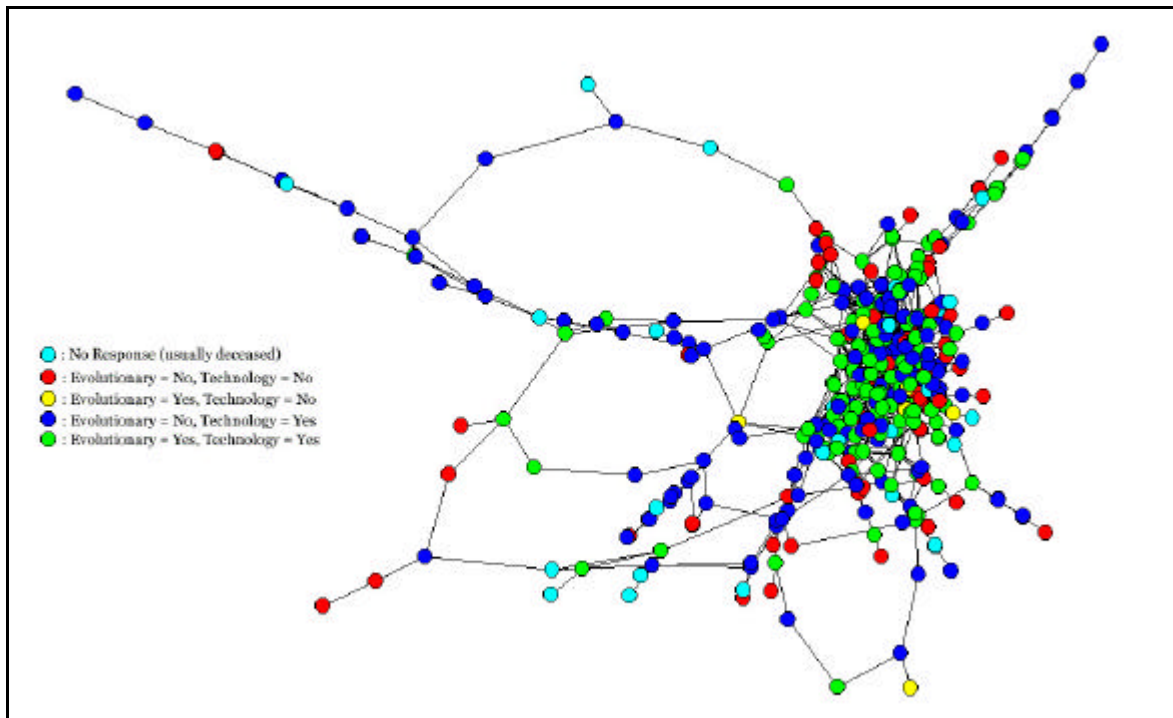 : No Response (usually deceased)
: Evolutionary = No, Technology = No
: Evolutionary = Yes, Technology = No
: Evolutionary = No, Technology = Yes
: Evolutionary = Yes, Technology = Yes